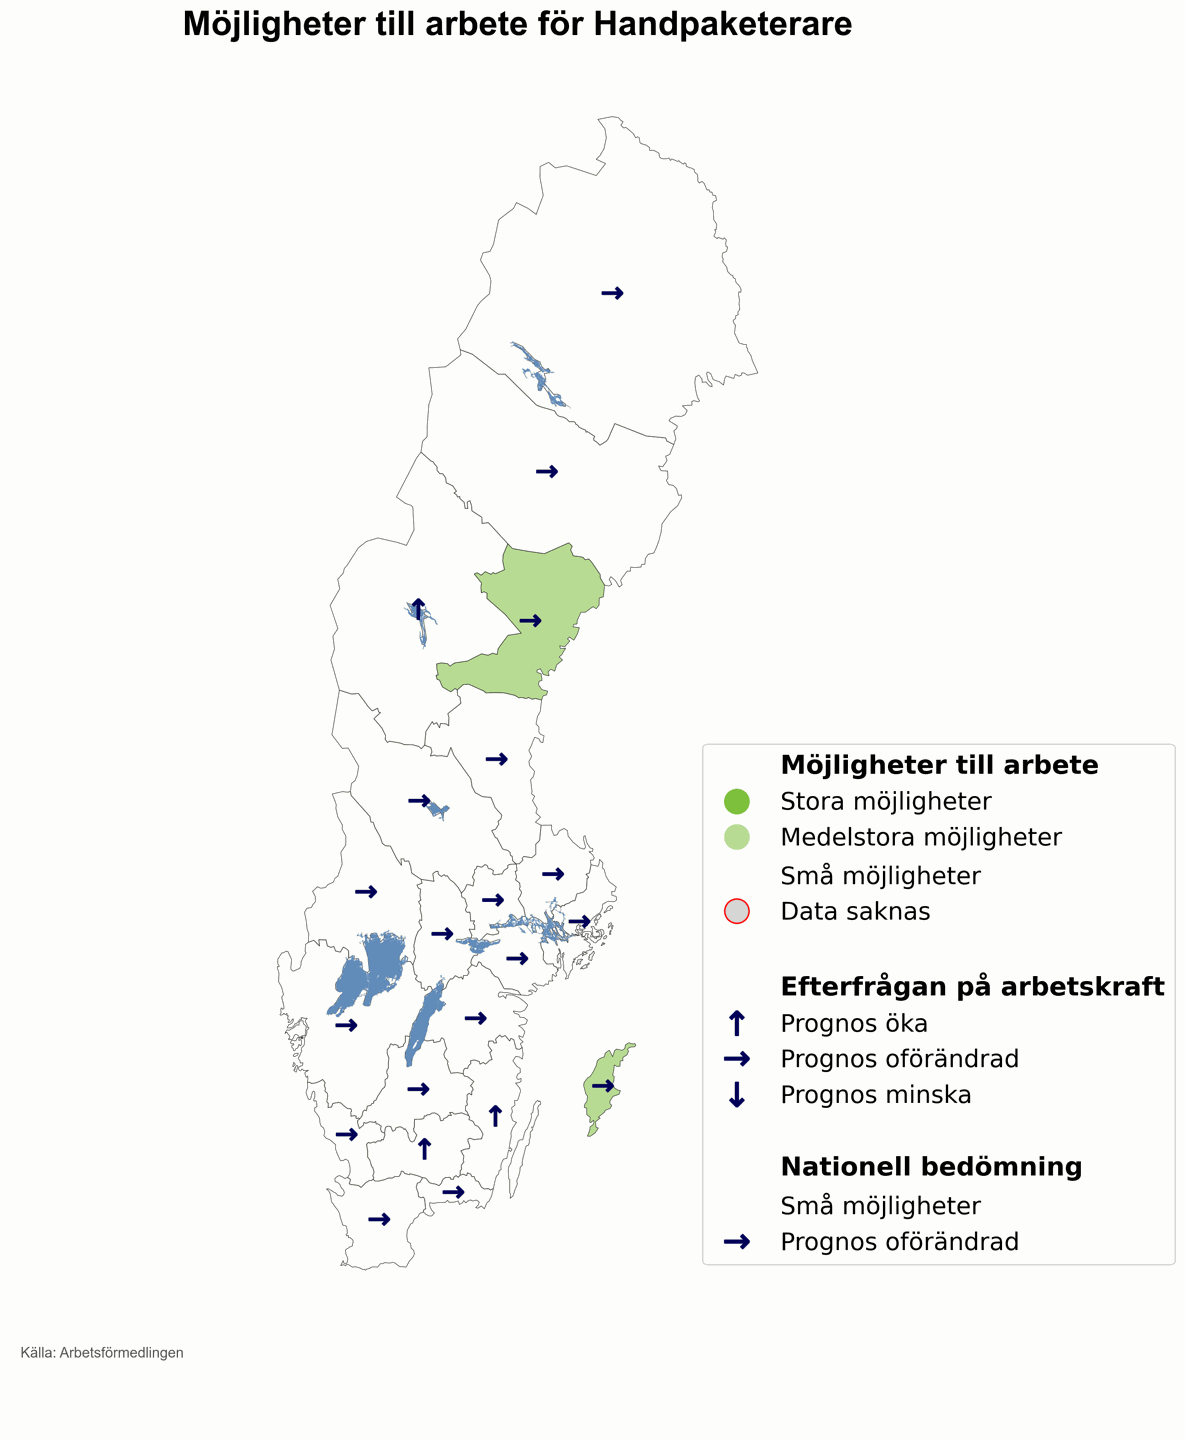 Möjligheter till arbete för Handpaketerare
Möjligheter till arbete
Stora möjligheter
Medelstora möjligheter
Små möjligheter
Data saknas
Efterfrågan på arbetskraft
Prognos öka
Prognos oförändrad
Prognos minska
Nationell bedömning
Små möjligheter
Prognos oförändrad
Källa: Arbetsförmedlingen